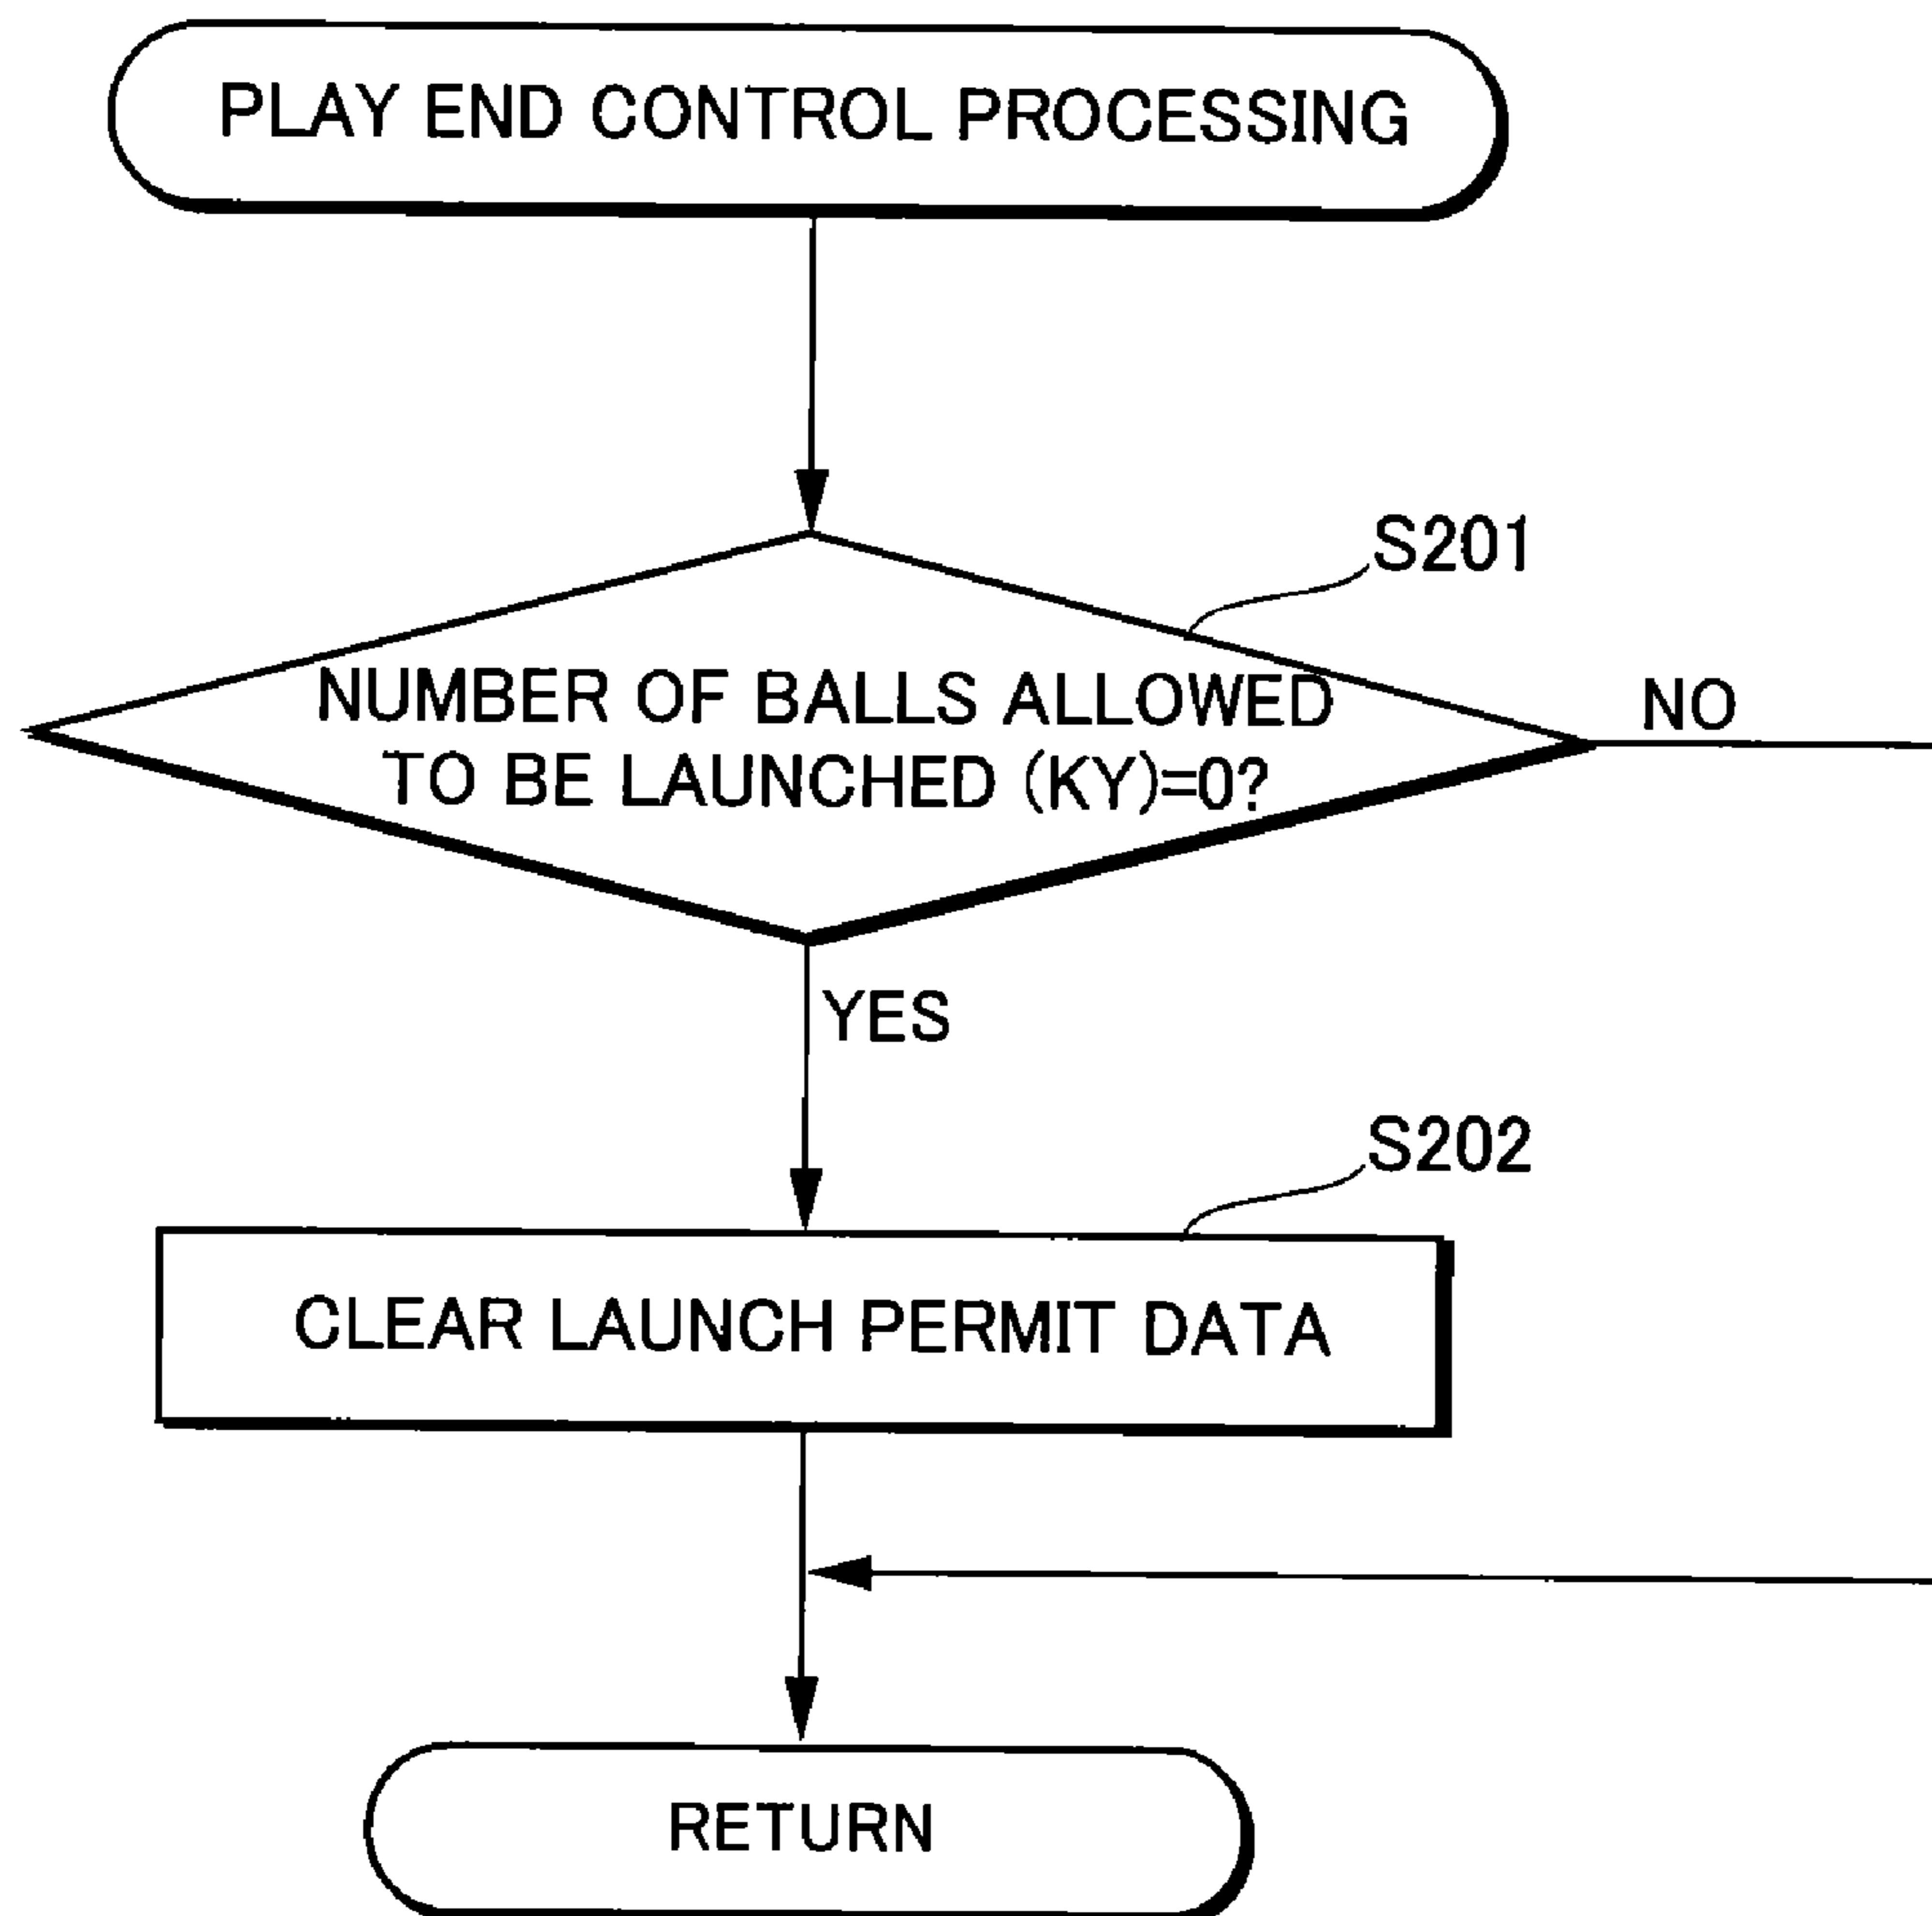 PLAY END CONTROL PROCESSING
S201
NUMBER OF BALLS ALLOWED
TO BE LAUNCHED (KY)=0?
NO
YES
S202
CLEAR LAUNCH PERMIT DATA
RETURN